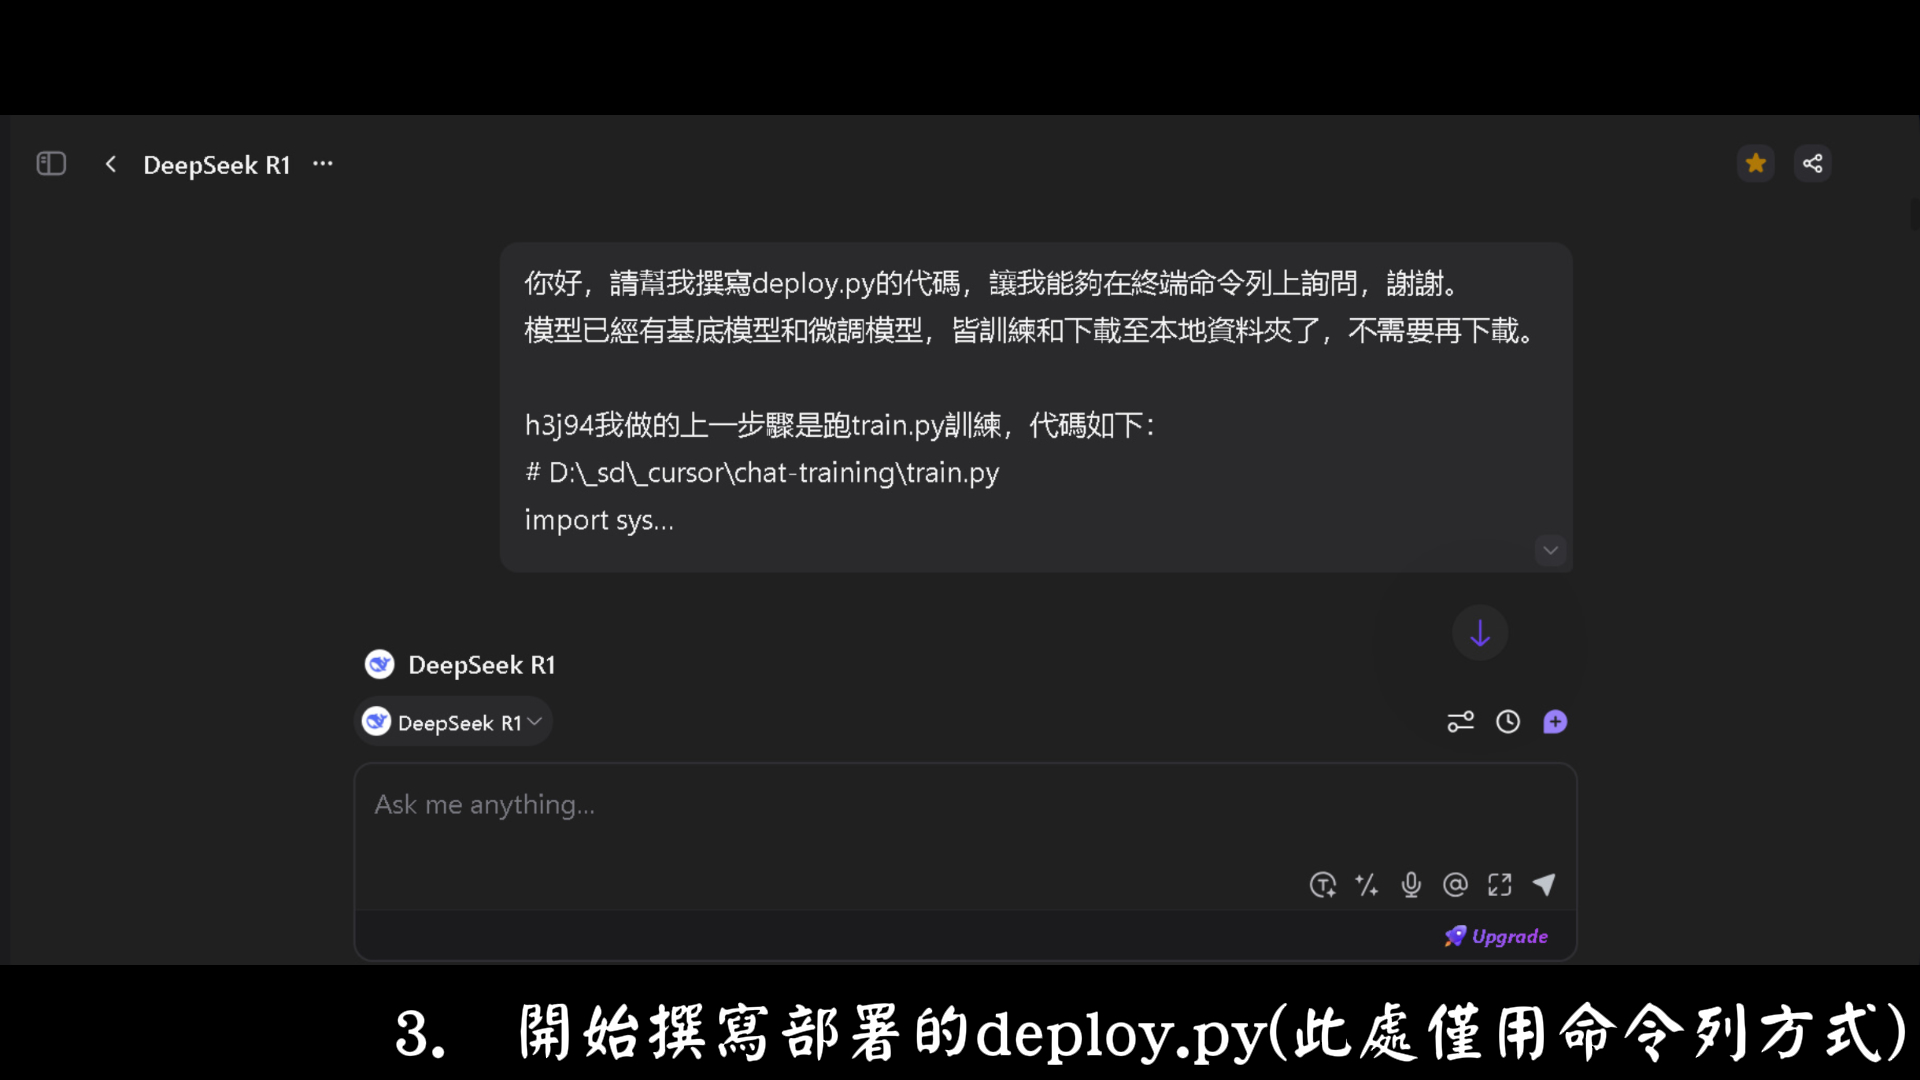 DeepSeek R1
你好，請幫我撰寫deploy.py的代碼，讓我能夠在終端命令列上詢問，謝謝。
模型已經有基底模型和微調模型，皆訓練和下載至本地資料夾了，不需要再下載。
h3j94我做的上一步驟是跑train.py訓練，代碼如下：
# D:\_sd\_cursor\chat-training\train.py
import sys...
DeepSeek R1
DeepSeek R1
Ask me anything...
Upgrade
3. 開始撰寫部署的deploy.py(此處僅用命令列方式)